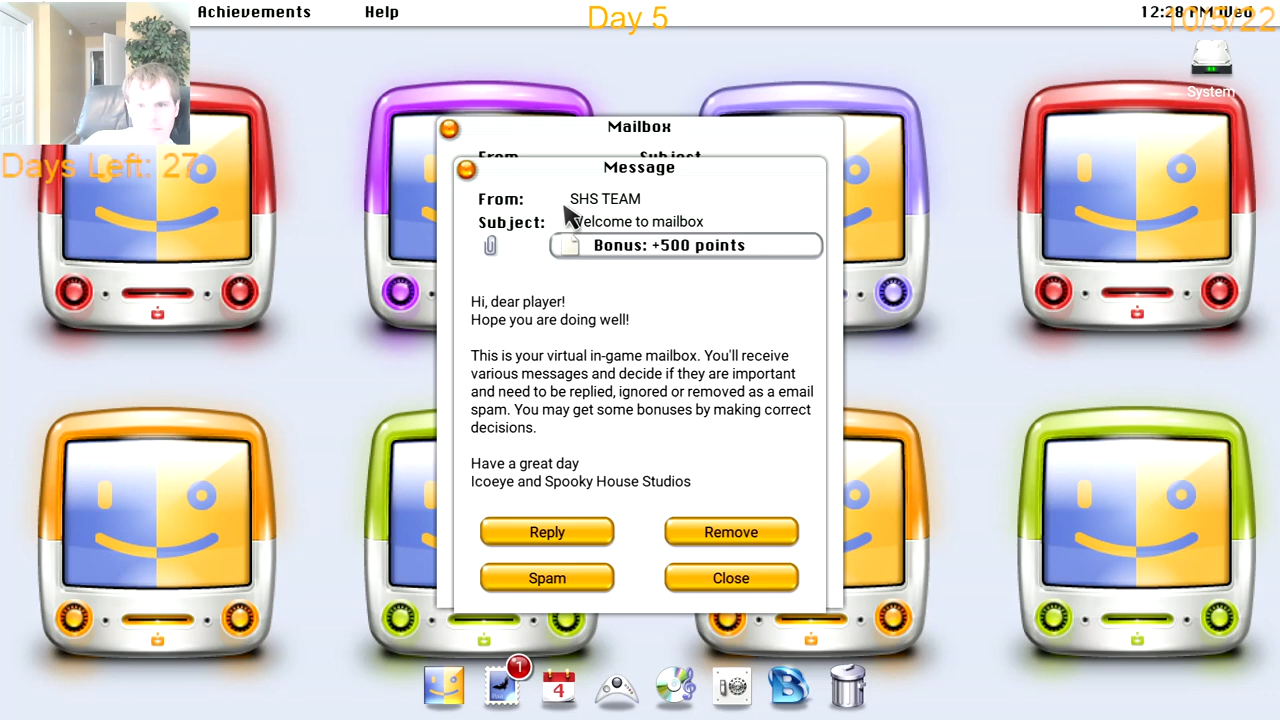 Achievements
Help
Day 5
12:28 PM Wed
10/5/22
System
Days Left: 27
Mailbox
From
Subject
Message
From:
SHS TEAM
Subject:
Welcome to mailbox
Bonus: +500 points
Hi, dear player!
Hope you are doing well!
This is your virtual in-game mailbox. You'll receive
various messages and decide if they are important
and need to be replied, ignored or removed as a email
spam. You may get some bonuses by making correct
decisions.
Have a great day
Icoeye and Spooky House Studios
Reply
Remove
Spam
Close
1
4